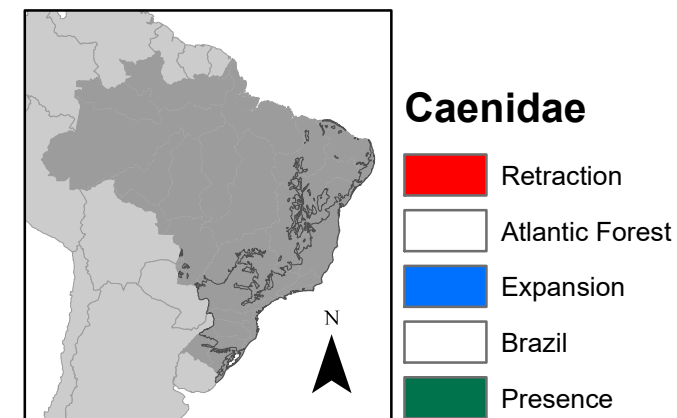 Caenidae
Retraction
Atlantic Forest
Expansion
Brazil
Presence
N